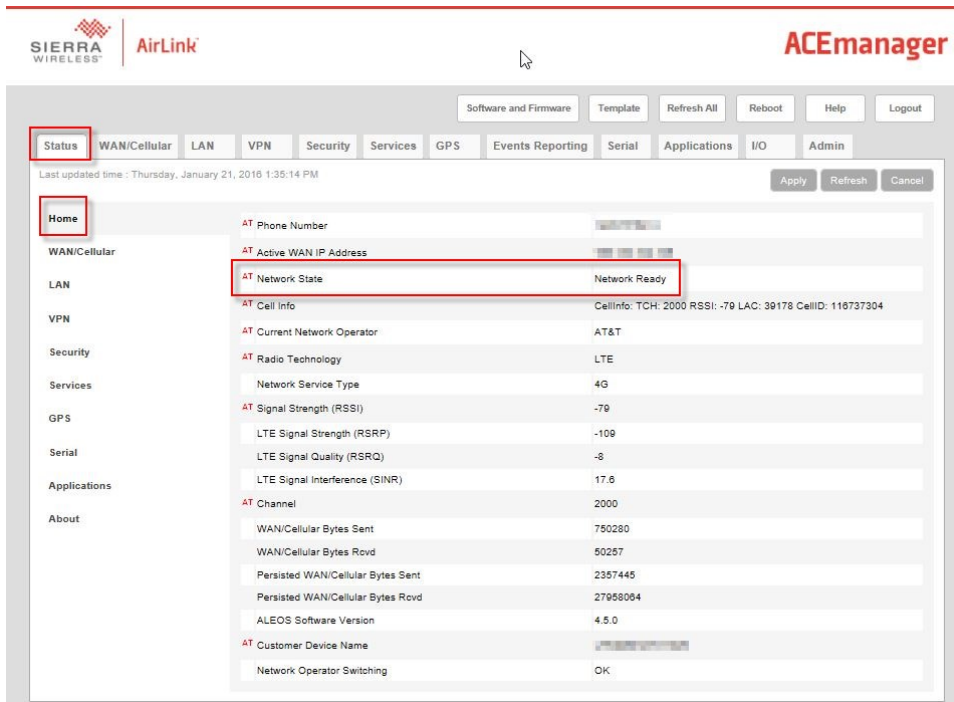 SIERRA WIRELESS AirLink ACEmanager
Software and Firmware Template Refresh All Reboot Help Logout
Status WAN/Cellular LAN VPN Security Services GPS Events Reporting Serial Applications I/O Admin
Last updated time : Thursday, January 21, 2016 1:35:14 PM
Apply Refresh Cancel
Home
WAN/Cellular
LAN
VPN
Security
Services
GPS
Serial
Applications
About
AT Phone Number
AT Active WAN IP Address
AT Network State Network Ready
AT Cell Info CellInfo: TCH: 2000 RSSI: -79 LAC: 39178 CellID: 116737304
AT Current Network Operator AT&T
AT Radio Technology LTE
Network Service Type 4G
AT Signal Strength (RSSI) -79
LTE Signal Strength (RSRP) -109
LTE Signal Quality (RSRQ) -8
LTE Signal Interference (SINR) 17.6
AT Channel 2000
WAN/Cellular Bytes Sent 750280
WAN/Cellular Bytes Rcvd 50257
Persisted WAN/Cellular Bytes Sent 2357445
Persisted WAN/Cellular Bytes Rcvd 27958064
ALEOS Software Version 4.5.0
AT Customer Device Name
Network Operator Switching OK